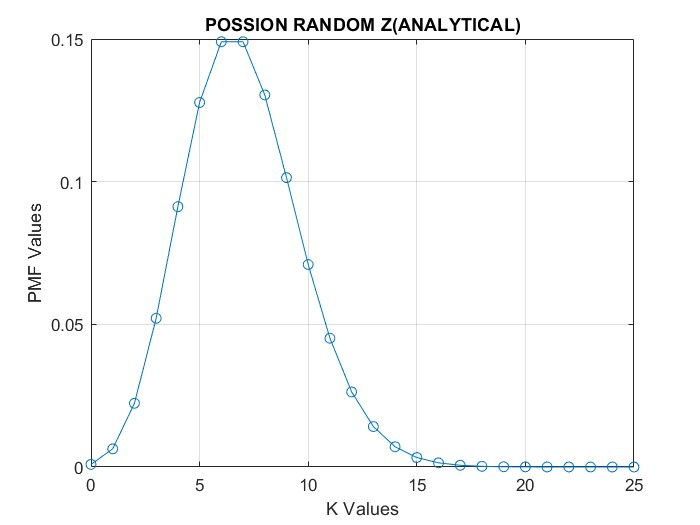 POSSION RANDOM Z(ANALYTICAL)
0.15
0.1
0.05
0
PMF Values
0 5 10 15 20 25
K Values